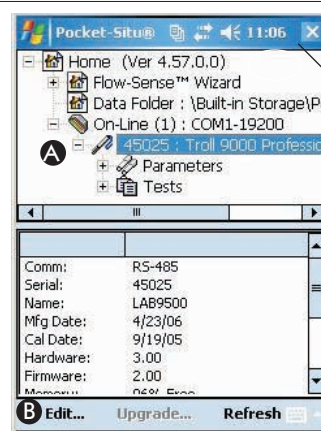 Pocket-Situ® 11:06
Home (Ver 4.57.0.0)
Flow-Sense™ Wizard
Data Folder : \Built-in Storage\P
On-Line (1) : COM1-19200
A
45025 : Troll 9000 Professio
Parameters
Tests
Comm: RS-485
Serial: 45025
Name: LAB9500
Mfg Date: 4/23/06
Cal Date: 9/19/05
Hardware: 3.00
Firmware: 2.00
B Edit... Upgrade... Refresh